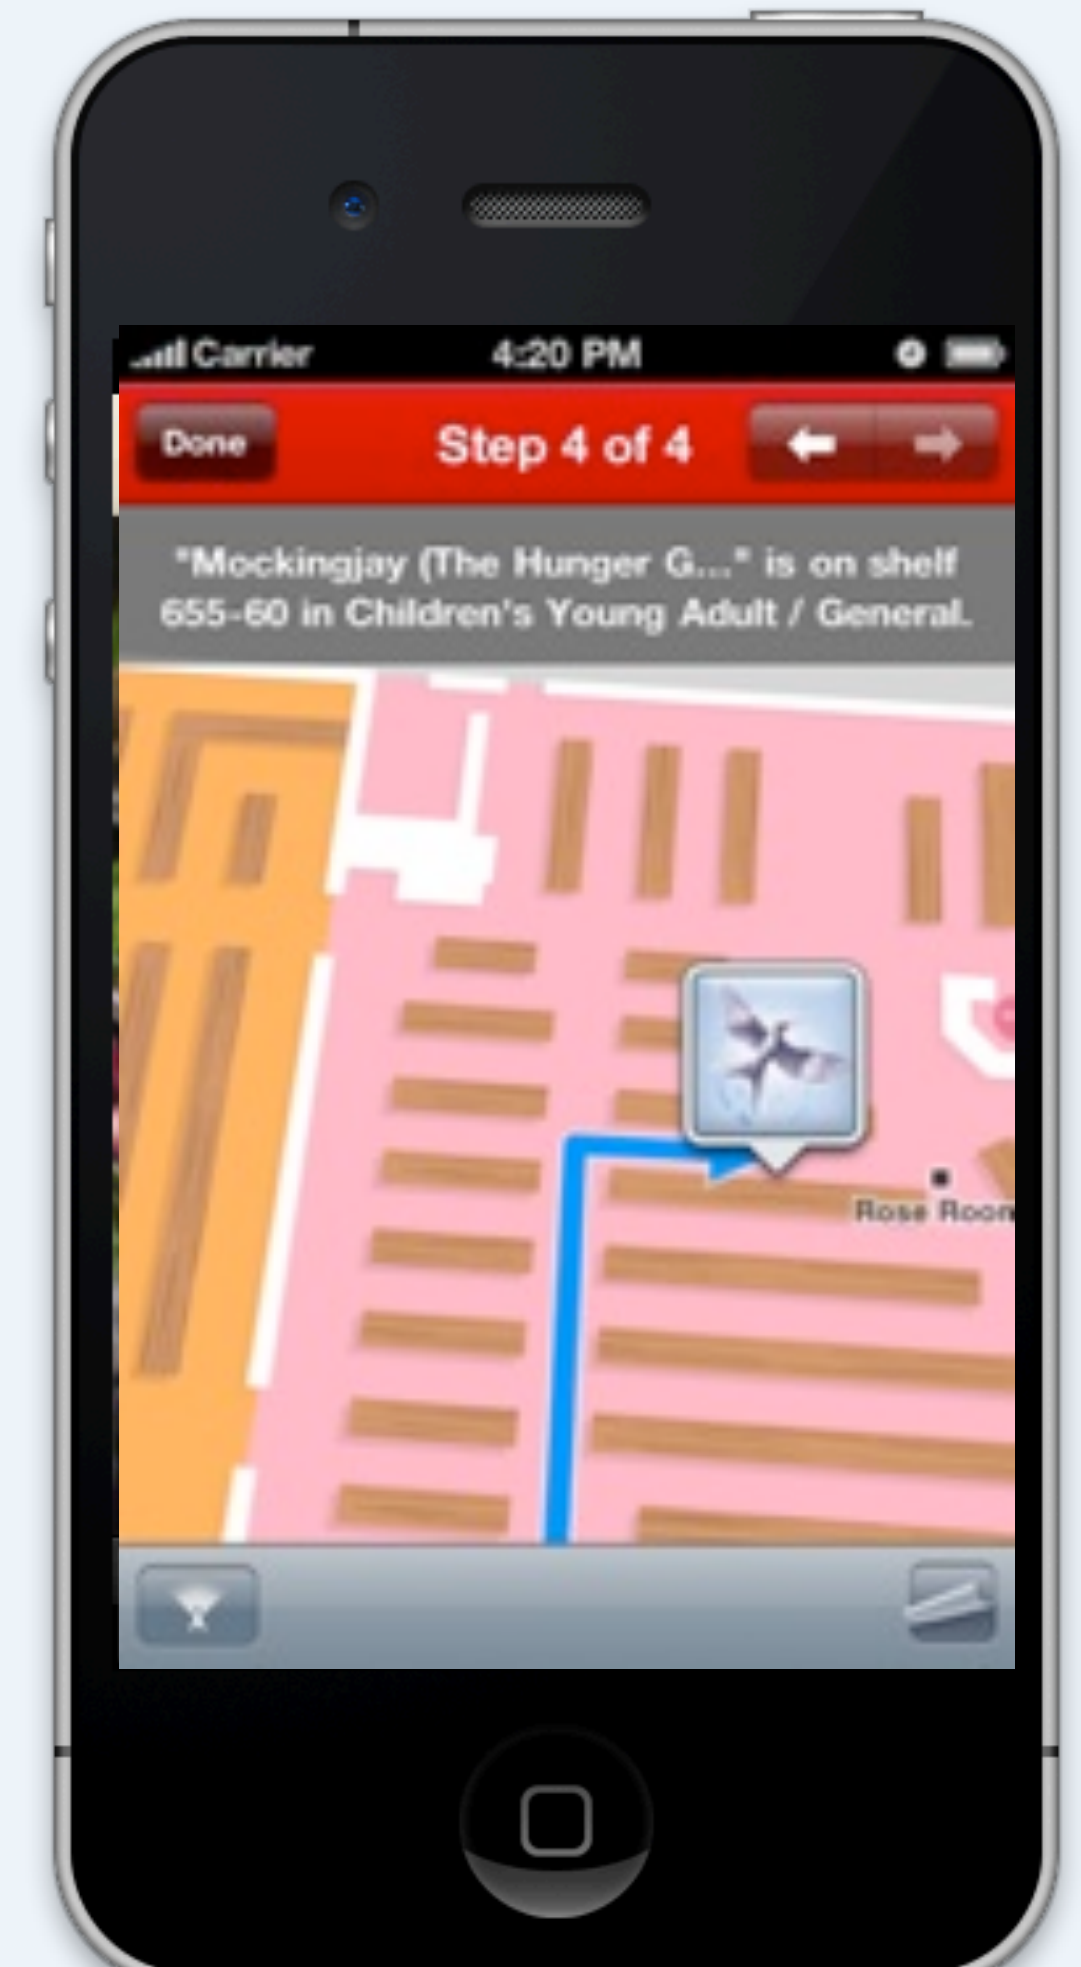 Carrier 4:20 PM
Done Step 4 of 4
"Mockingjay (The Hunger G..." is on shelf
655-60 in Children's Young Adult / General.
Rose Roon